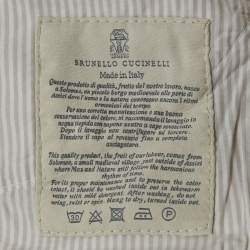 BRUNELLO CUCINELLI
Made in Italy
Questo prodotto di qualità, frutto del nostro lavoro, nasce
a Solomeo, un piccolo borgo medioevale alle porte di
Assisi dove l'uomo e la natura conoscono ancora i ritmi
armoniosi del tempo.
Per una corretta manutenzione e una buona
conservazione del colore, si raccomanda il lavaggio in
acqua tiepida con sapone neutro a capo rovesciato.
Dopo il lavaggio non centrifugare né torcere.
Stendere il capo al rovescio fino a completa
asciugatura.
This quality product, the fruit of our labour, comes from
Solomeo, a small medieval village just outside of Assisi
where Man and Nature still follow the harmonious
rhythm of time.
For its proper maintenance and to preserve the color
intact, it should be washed inside out in lukewarm
water with mild detergent. After washing, do not
wring, twist or spin. Hang to dry, turned inside out.
30
P